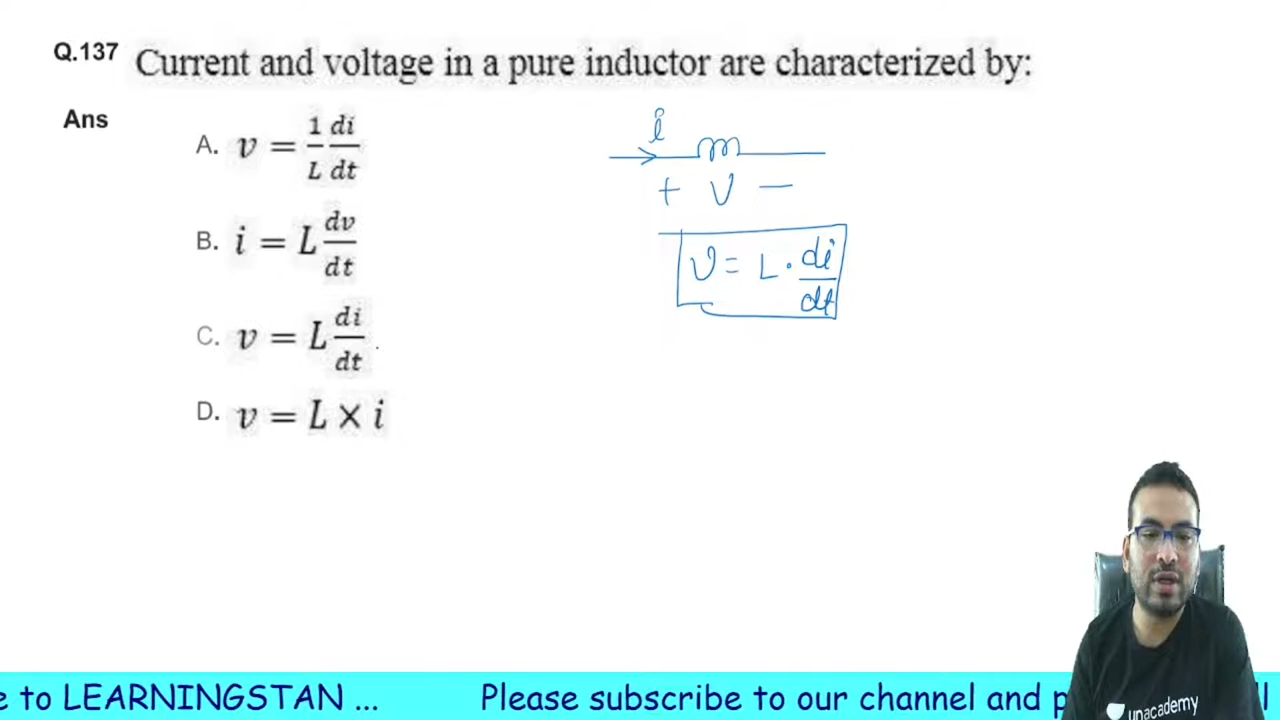 Q.137 Current and voltage in a pure inductor are characterized by:
Ans
A. v = 1/L di/dt
B. i = L dv/dt
C. v = L di/dt
D. v = L × i
i
+ V −
v = L · di/dt
e to LEARNINGSTAN ... Please subscribe to our channel and p
unacademy